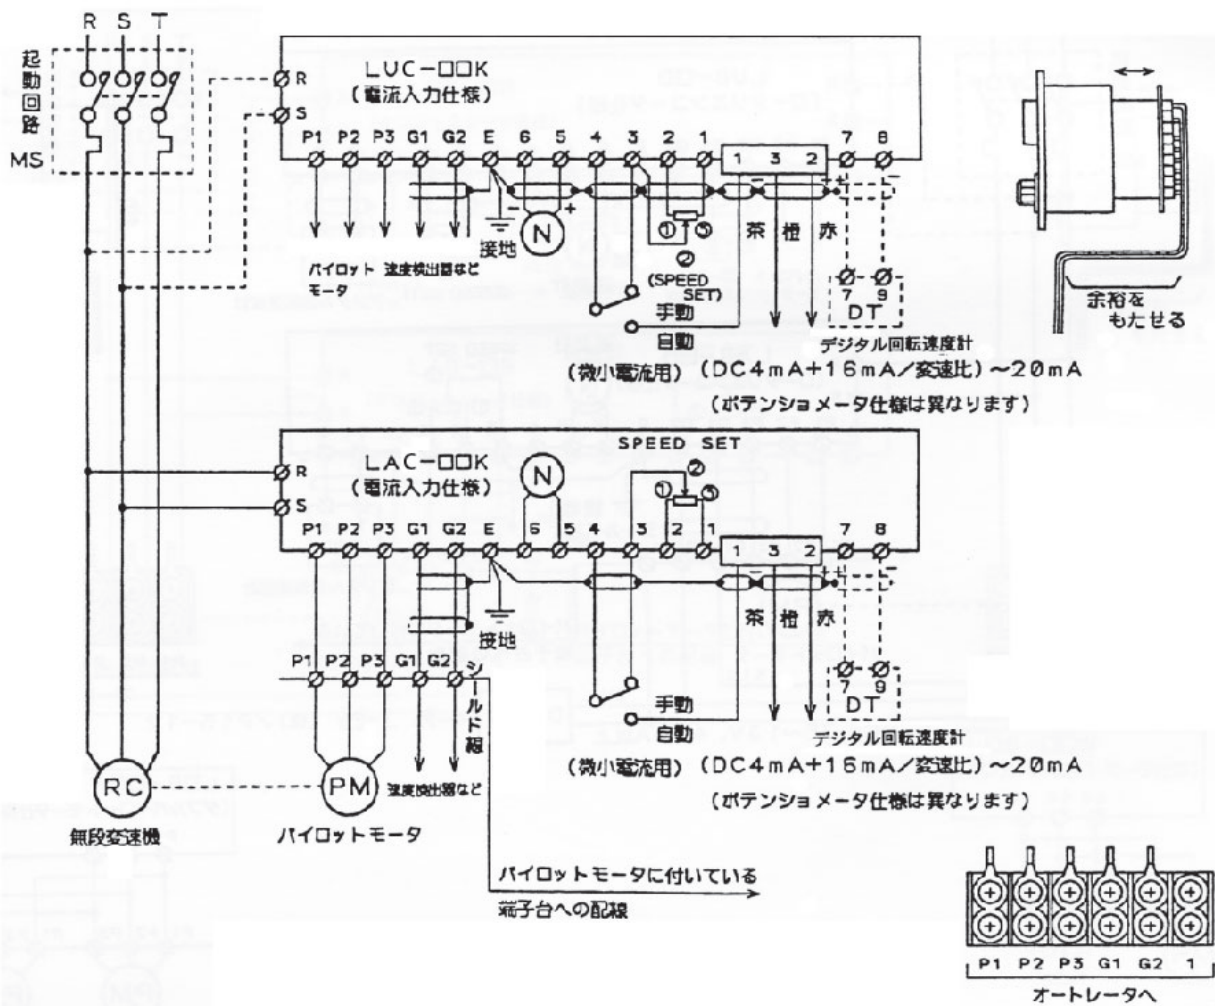 R S T
起動回路
MS
R
S
LUC-□□K
(電流入力仕様)
P1 P2 P3 G1 G2 E 6 5 4 3 2 1 1 3 2 7 8
− + − + + −
N
接地
パイロット 速度検出器など
モータ
① ③
②
(SPEED
SET)
茶 橙 赤
手動
自動
7 9
DT
デジタル回転速度計
(微小電流用) (DC4mA+16mA/変速比)~20mA
(ポテンショメータ仕様は異なります)
余裕を
もたせる
R
S
LAC-□□K
(電流入力仕様)
N
SPEED SET
②
① ③
P1 P2 P3 G1 G2 E 6 5 4 3 2 1 1 3 2 7 8
− + + −
接地
茶 橙 赤
P1 P2 P3 G1 G2
シールド線
手動
自動
7 9
DT
デジタル回転速度計
(微小電流用) (DC4mA+16mA/変速比)~20mA
(ポテンショメータ仕様は異なります)
RC
PM
速度検出器など
無段変速機
パイロットモータ
パイロットモータに付いている
端子台への配線
P1 P2 P3 G1 G2 1
オートレータへ